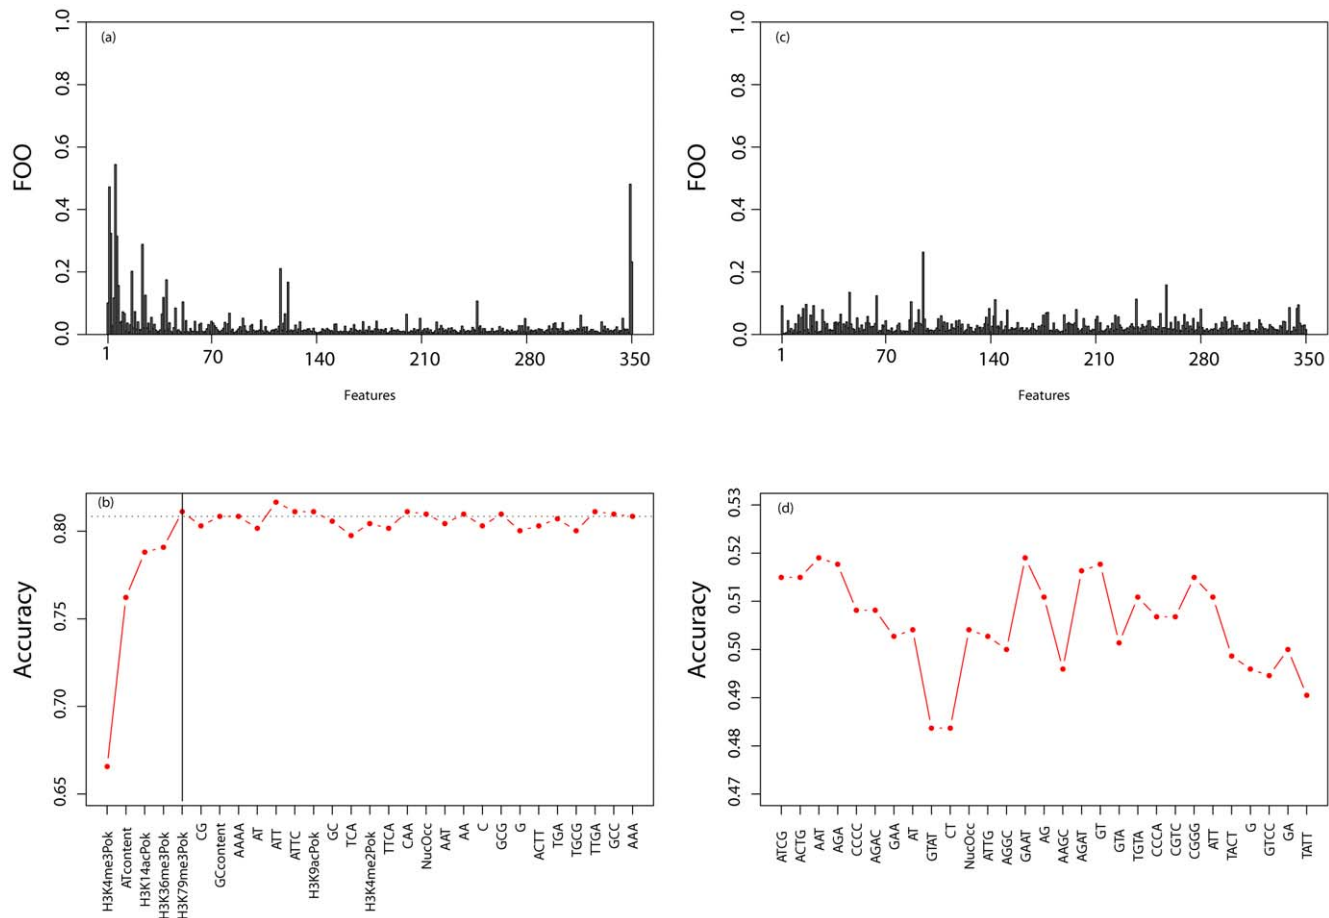 (a)
FOO
1.0
0.8
0.6
0.4
0.2
0.0
1 70 140 210 280 350
Features
(c)
FOO
1.0
0.8
0.6
0.4
0.2
0.0
1 70 140 210 280 350
Features
(b)
Accuracy
0.80
0.75
0.70
0.65
H3K4me3Pok
ATcontent
H3K14acPok
H3K36me3Pok
H3K79me3Pok
CG
GCcontent
AAAA
AT
ATT
ATTC
H3K9acPok
GC
TCA
H3K4me2Pok
TTCA
CAA
NucOcc
AAT
AA
C
GCG
G
ACTT
TGA
TGCG
TTGA
GCC
AAA
(d)
Accuracy
0.53
0.52
0.51
0.50
0.49
0.48
0.47
ATCG
ACTG
AAT
AGA
CCCC
AGAC
GAA
AT
GTAT
CT
NucOcc
ATTG
AGGC
GAAT
AG
AAGC
AGAT
GT
GTA
TGTA
CCCA
CGTC
CGGG
ATT
TACT
G
GTCC
GA
TATT